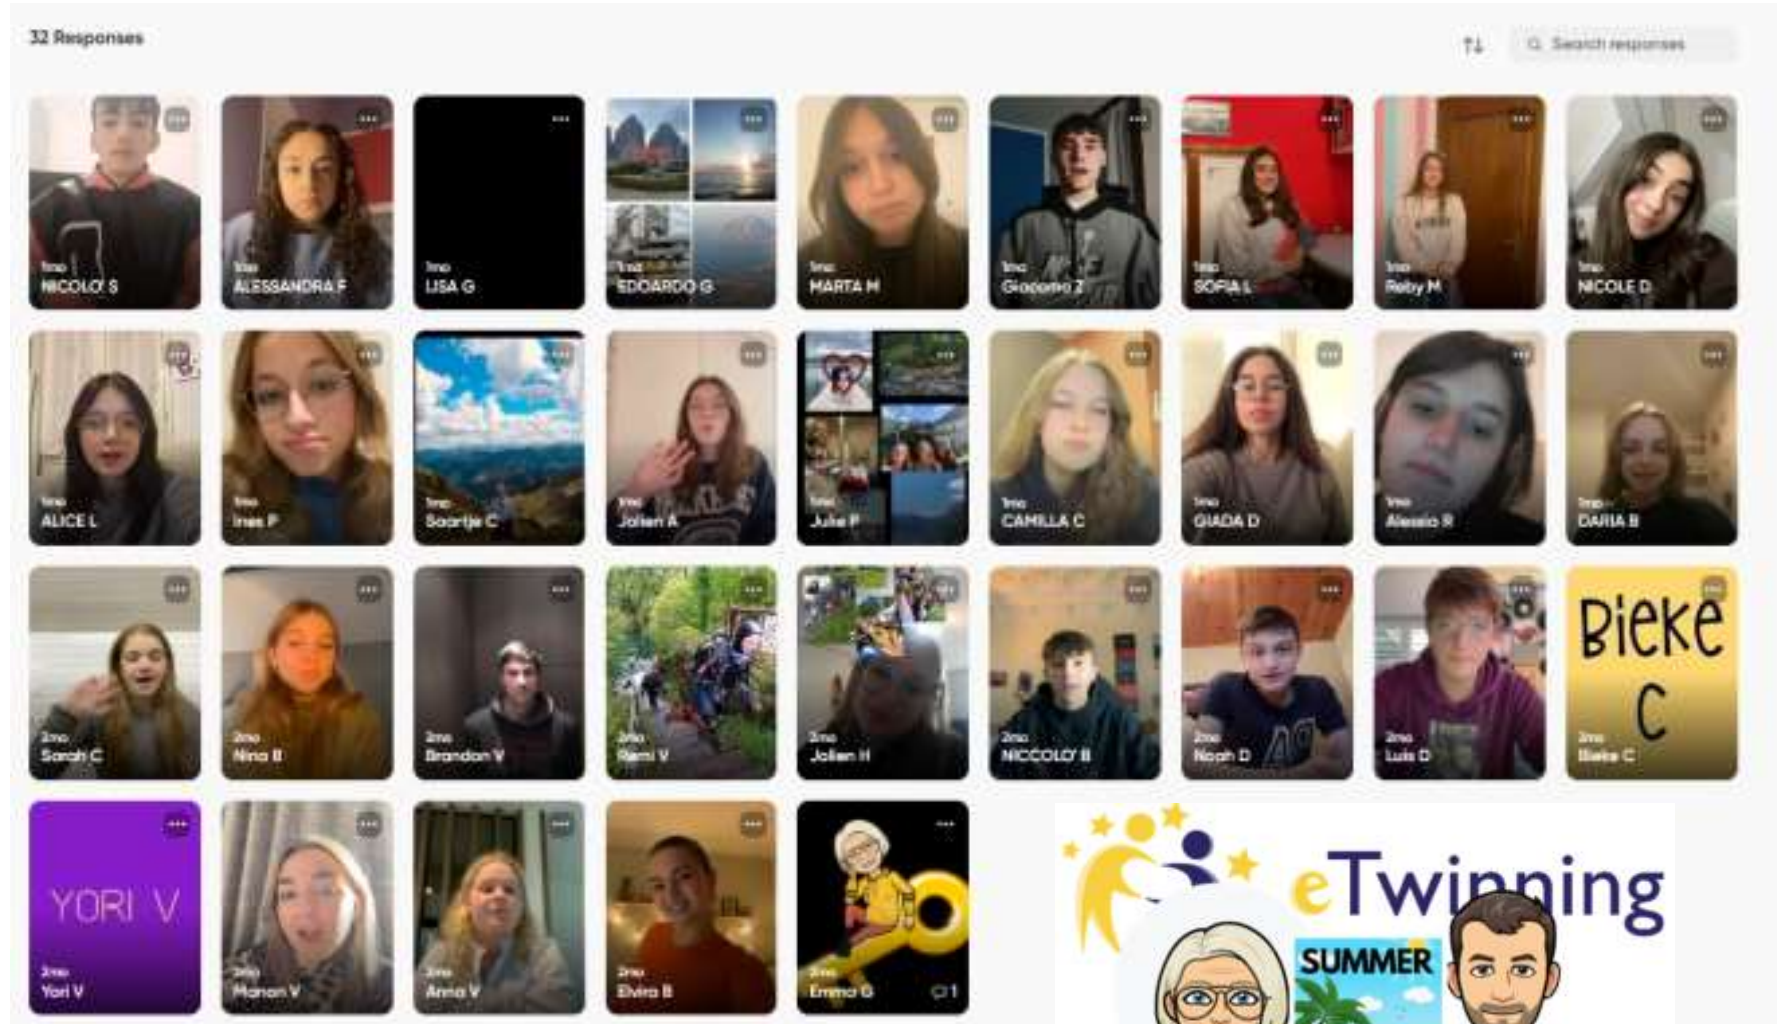 32 Responses
Search responses
1mo
NICOLO' S
1mo
ALESSANDRA F
1mo
LISA G
1mo
EDOARDO G
1mo
MARTA M
1mo
Giacomo Z
1mo
SOFIA L
1mo
Roby M
1mo
NICOLE D
1mo
ALICE L
1mo
Ines P
1mo
Saartje C
1mo
Jolien A
1mo
Julie P
1mo
CAMILLA C
1mo
GIADA D
1mo
Alessio R
1mo
DARIA B
2mo
Sarah C
2mo
Nina B
2mo
Brandon V
2mo
Remi V
2mo
Jolien H
2mo
NICCOLO' B
2mo
Noah D
2mo
Luis D
Bieke
C
2mo
Bieke C
YORI V
2mo
Yori V
2mo
Manon V
2mo
Anna V
2mo
Elvira B
2mo
Emma G
1
eTwinning
SUMMER